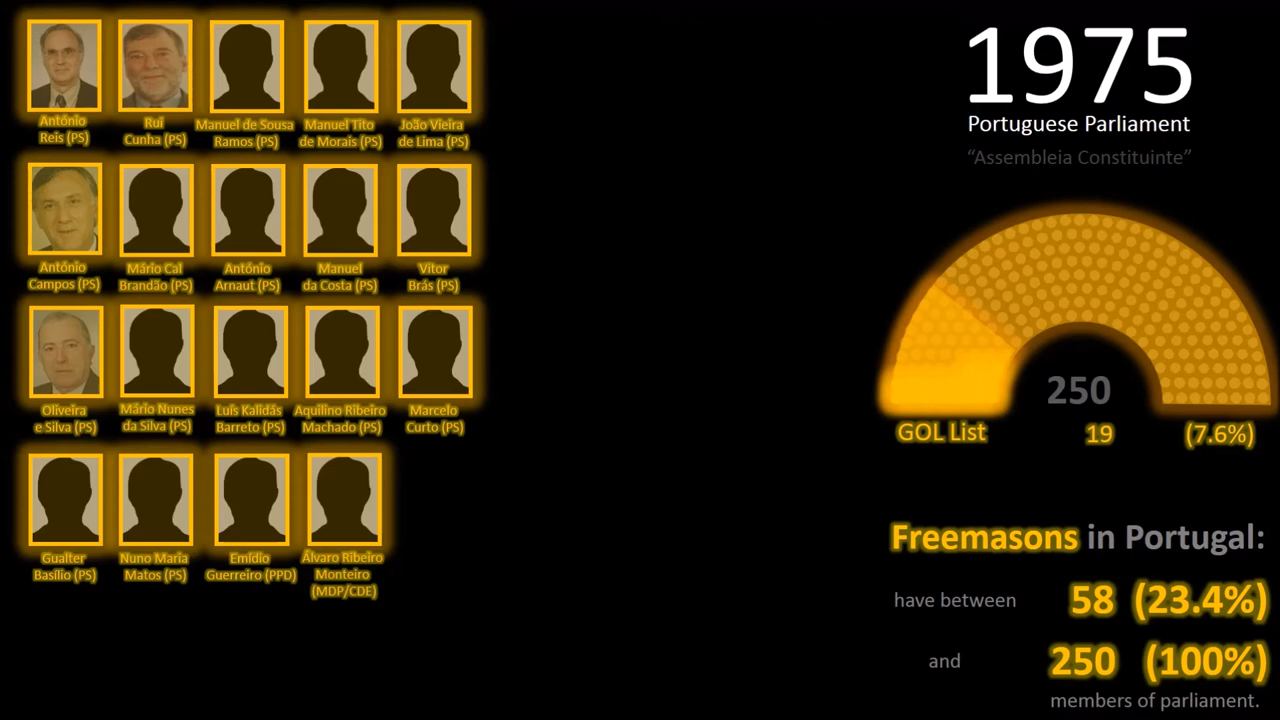 António
Reis (PS)
Rui
Cunha (PS)
Manuel de Sousa
Ramos (PS)
Manuel Tito
de Morais (PS)
João Vieira
de Lima (PS)
António
Campos (PS)
Mário Cal
Brandão (PS)
António
Arnaut (PS)
Manuel
da Costa (PS)
Vitor
Brás (PS)
Oliveira
e Silva (PS)
Mário Nunes
da Silva (PS)
Luís Kalidás
Barreto (PS)
Aquilino Ribeiro
Machado (PS)
Marcelo
Curto (PS)
Gualter
Basílio (PS)
Nuno Maria
Matos (PS)
Emídio
Guerreiro (PPD)
Álvaro Ribeiro
Monteiro
(MDP/CDE)
1975
Portuguese Parliament
“Assembleia Constituinte”
250
GOL List 19 (7.6%)
Freemasons in Portugal:
have between 58 (23.4%)
and 250 (100%)
members of parliament.